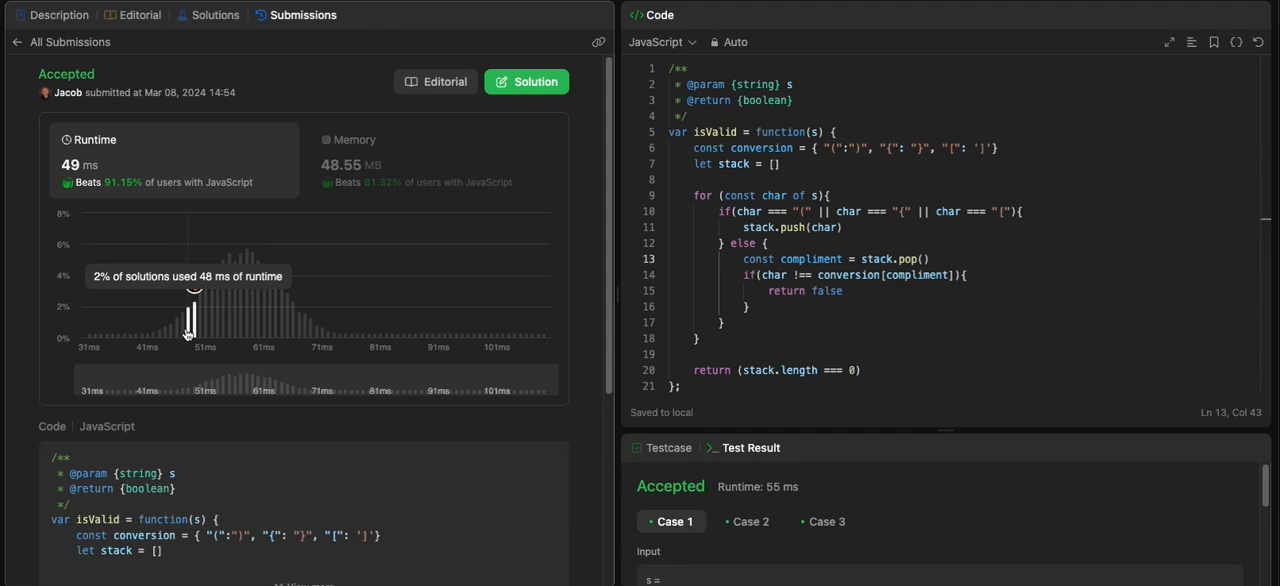 Description | Editorial | Solutions | Submissions
All Submissions
Accepted
Jacob submitted at Mar 08, 2024 14:54
Editorial
Solution
Runtime
49 ms
Beats 91.15% of users with JavaScript
Memory
48.55 MB
Beats 81.32% of users with JavaScript
8%
6%
4%
2%
0%
2% of solutions used 48 ms of runtime
31ms 41ms 51ms 61ms 71ms 81ms 91ms 101ms
31ms 41ms 51ms 61ms 71ms 81ms 91ms 101ms
Code | JavaScript
/**
 * @param {string} s
 * @return {boolean}
 */
var isValid = function(s) {
    const conversion = { "(":")", "{": "}", "[": ']'}
    let stack = []
View more
</> Code
JavaScript Auto
1 /**
2  * @param {string} s
3  * @return {boolean}
4  */
5 var isValid = function(s) {
6     const conversion = { "(":")", "{": "}", "[": ']'}
7     let stack = []
8
9     for (const char of s){
10         if(char === "(" || char === "{" || char === "["){
11             stack.push(char)
12         } else {
13             const compliment = stack.pop()
14             if(char !== conversion[compliment]){
15                 return false
16             }
17         }
18     }
19
20     return (stack.length === 0)
21 };
Saved to local
Ln 13, Col 43
Testcase | >_ Test Result
Accepted Runtime: 55 ms
• Case 1 • Case 2 • Case 3
Input
s =